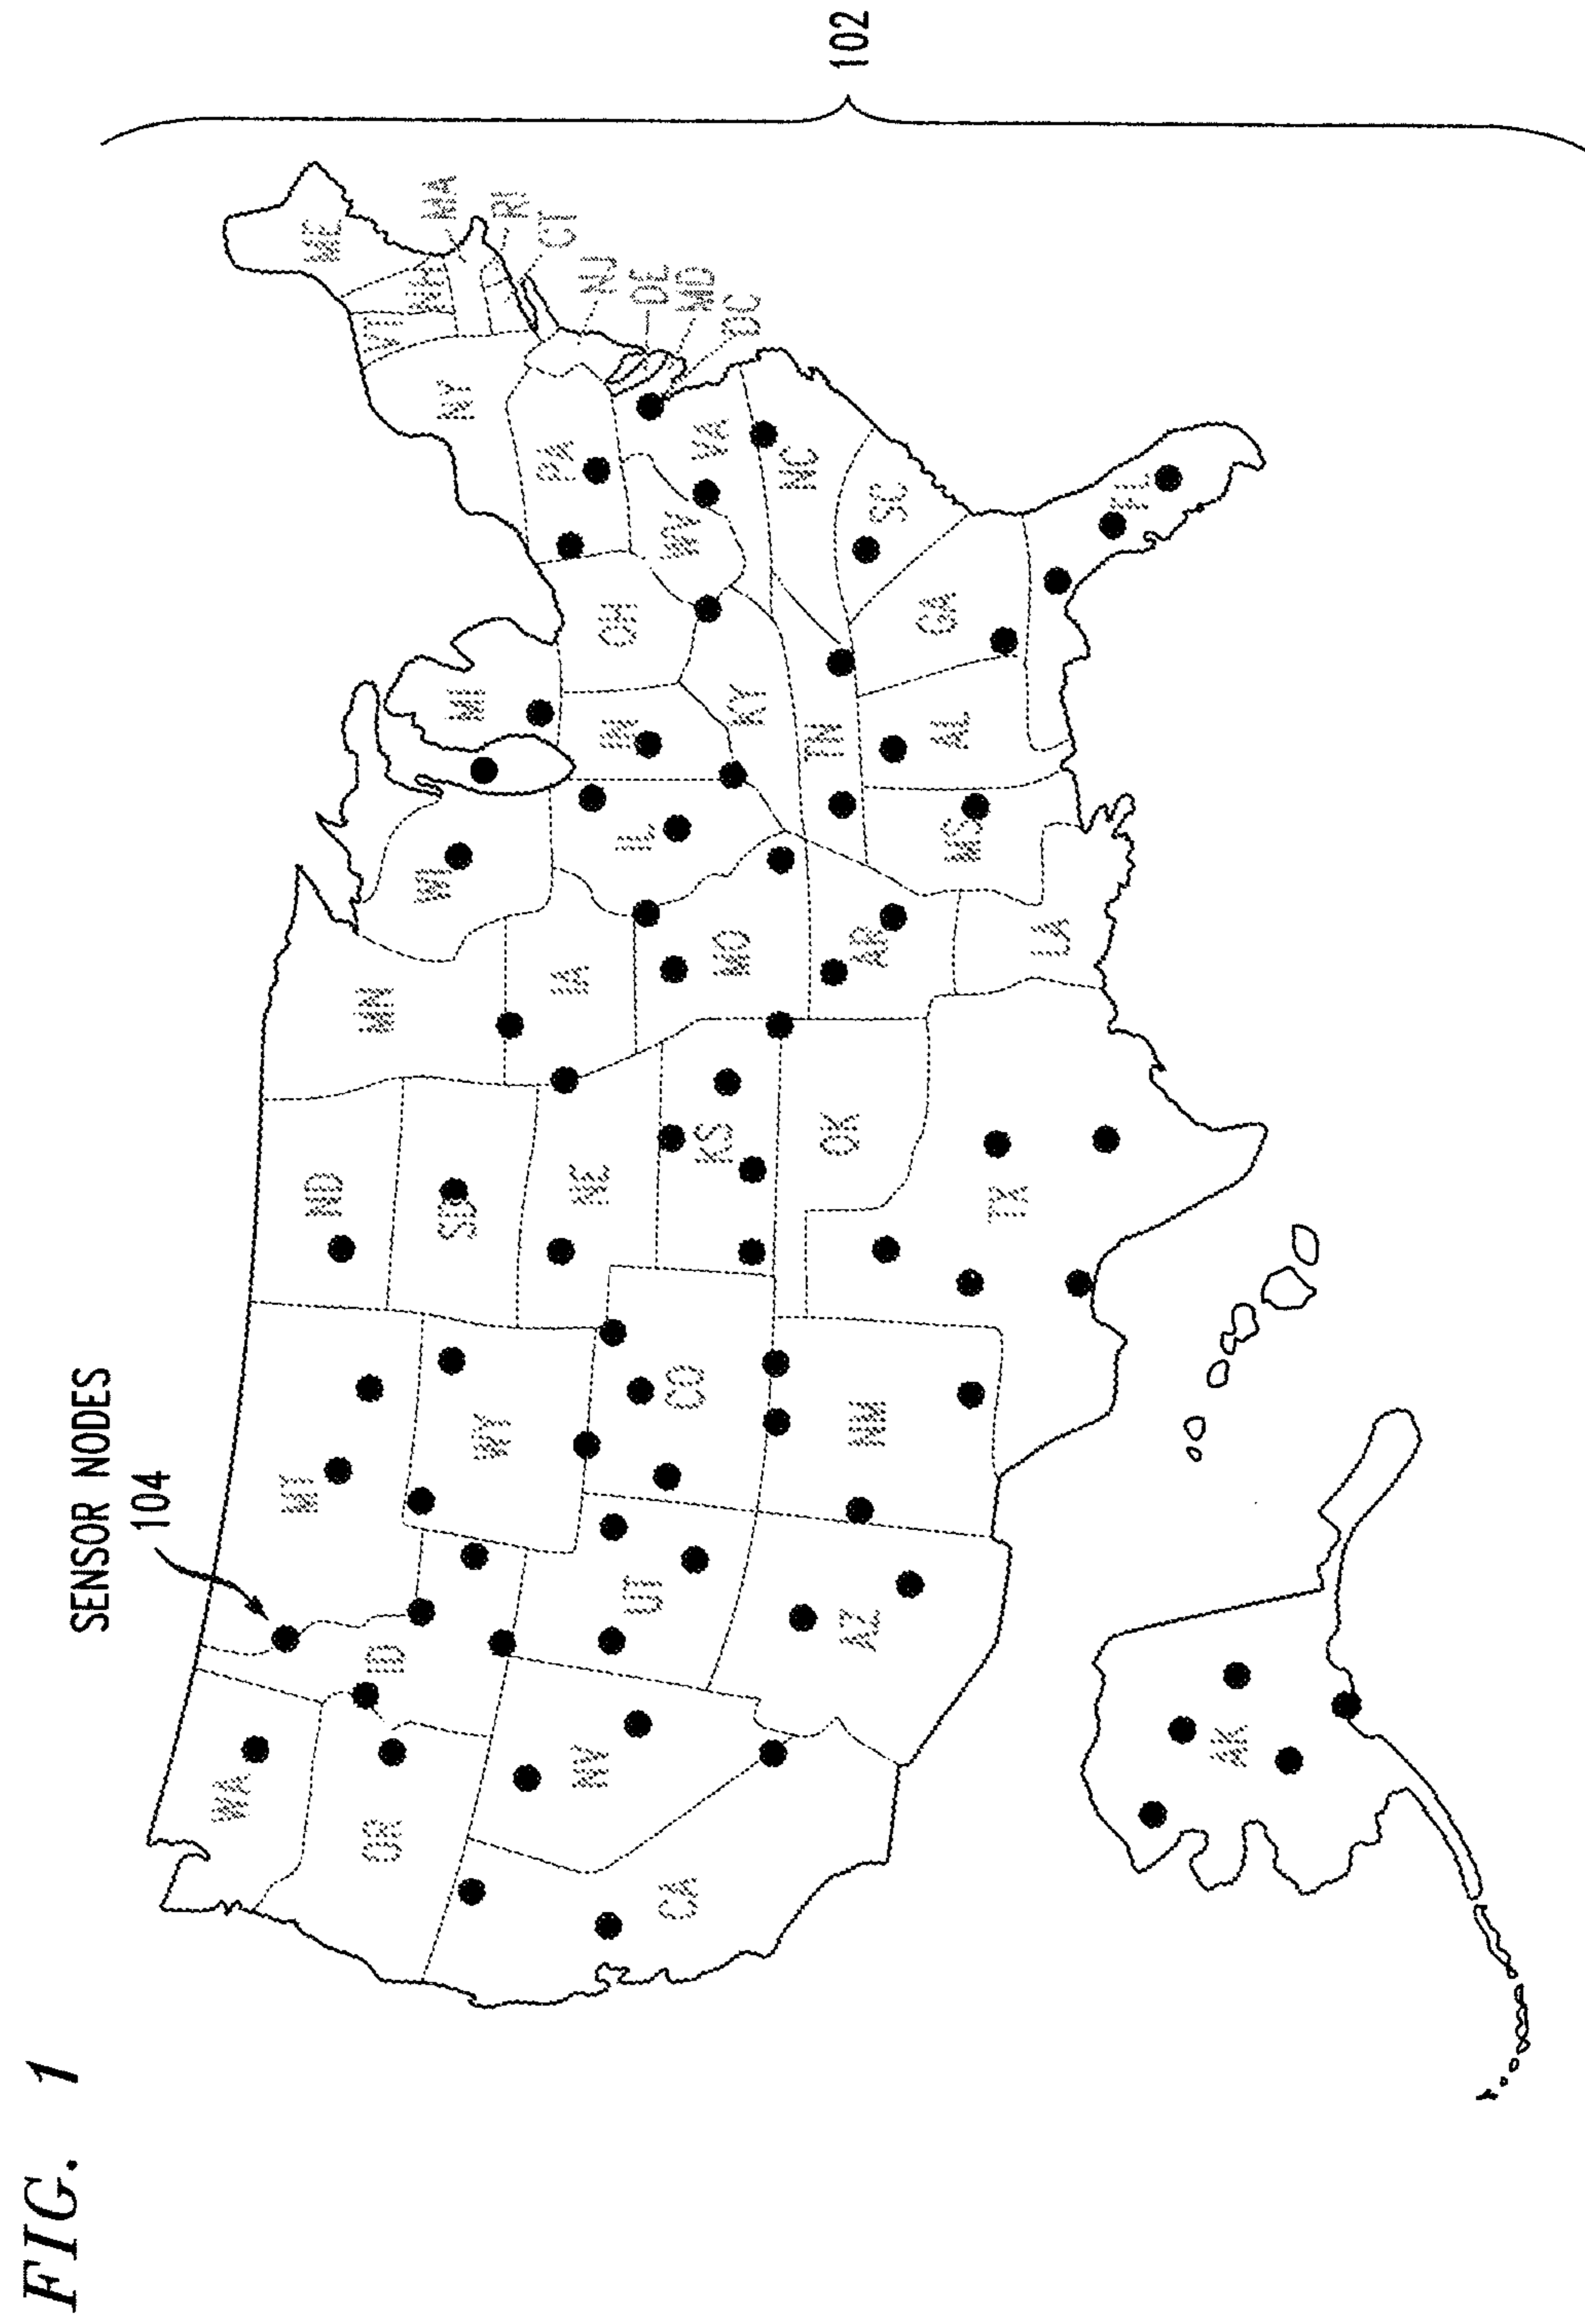 FIG. 1
SENSOR NODES
104
102
WA
OR
CA
NV
ID
MT
WY
UT
AZ
CO
NM
ND
SD
NE
KS
OK
TX
MN
IA
MO
AR
LA
WI
IL
MS
MI
IN
KY
TN
AL
OH
GA
WV
PA
VA
NC
SC
FL
NY
VT
NH
ME
MA
RI
CT
NJ
DE
MD
DC
AK